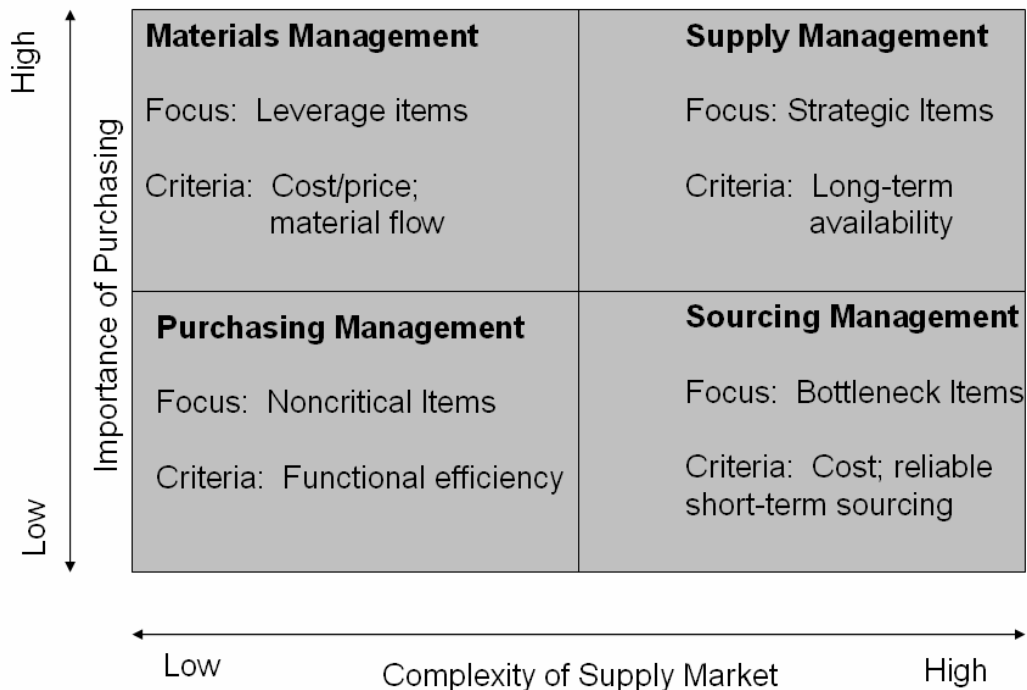 High
Importance of Purchasing
Low
Materials Management
Focus: Leverage items
Criteria: Cost/price;
material flow
Supply Management
Focus: Strategic Items
Criteria: Long-term
availability
Purchasing Management
Focus: Noncritical Items
Criteria: Functional efficiency
Sourcing Management
Focus: Bottleneck Items
Criteria: Cost; reliable
short-term sourcing
Low
Complexity of Supply Market
High